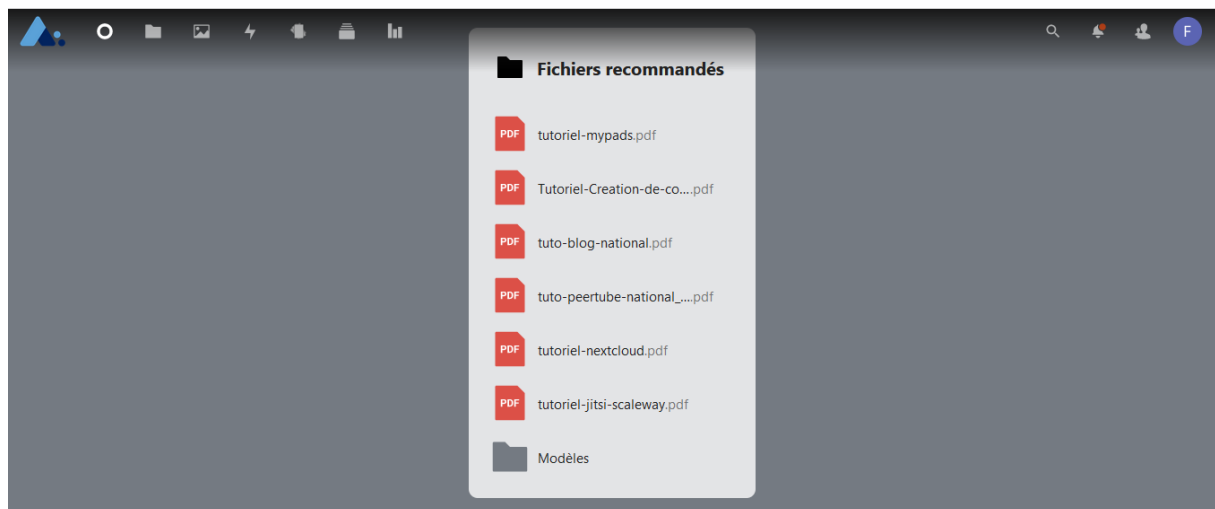 F
Fichiers recommandés
PDF tutoriel-mypads.pdf
PDF Tutoriel-Creation-de-co....pdf
PDF tuto-blog-national.pdf
PDF tuto-peertube-national_....pdf
PDF tutoriel-nextcloud.pdf
PDF tutoriel-jitsi-scaleway.pdf
Modèles